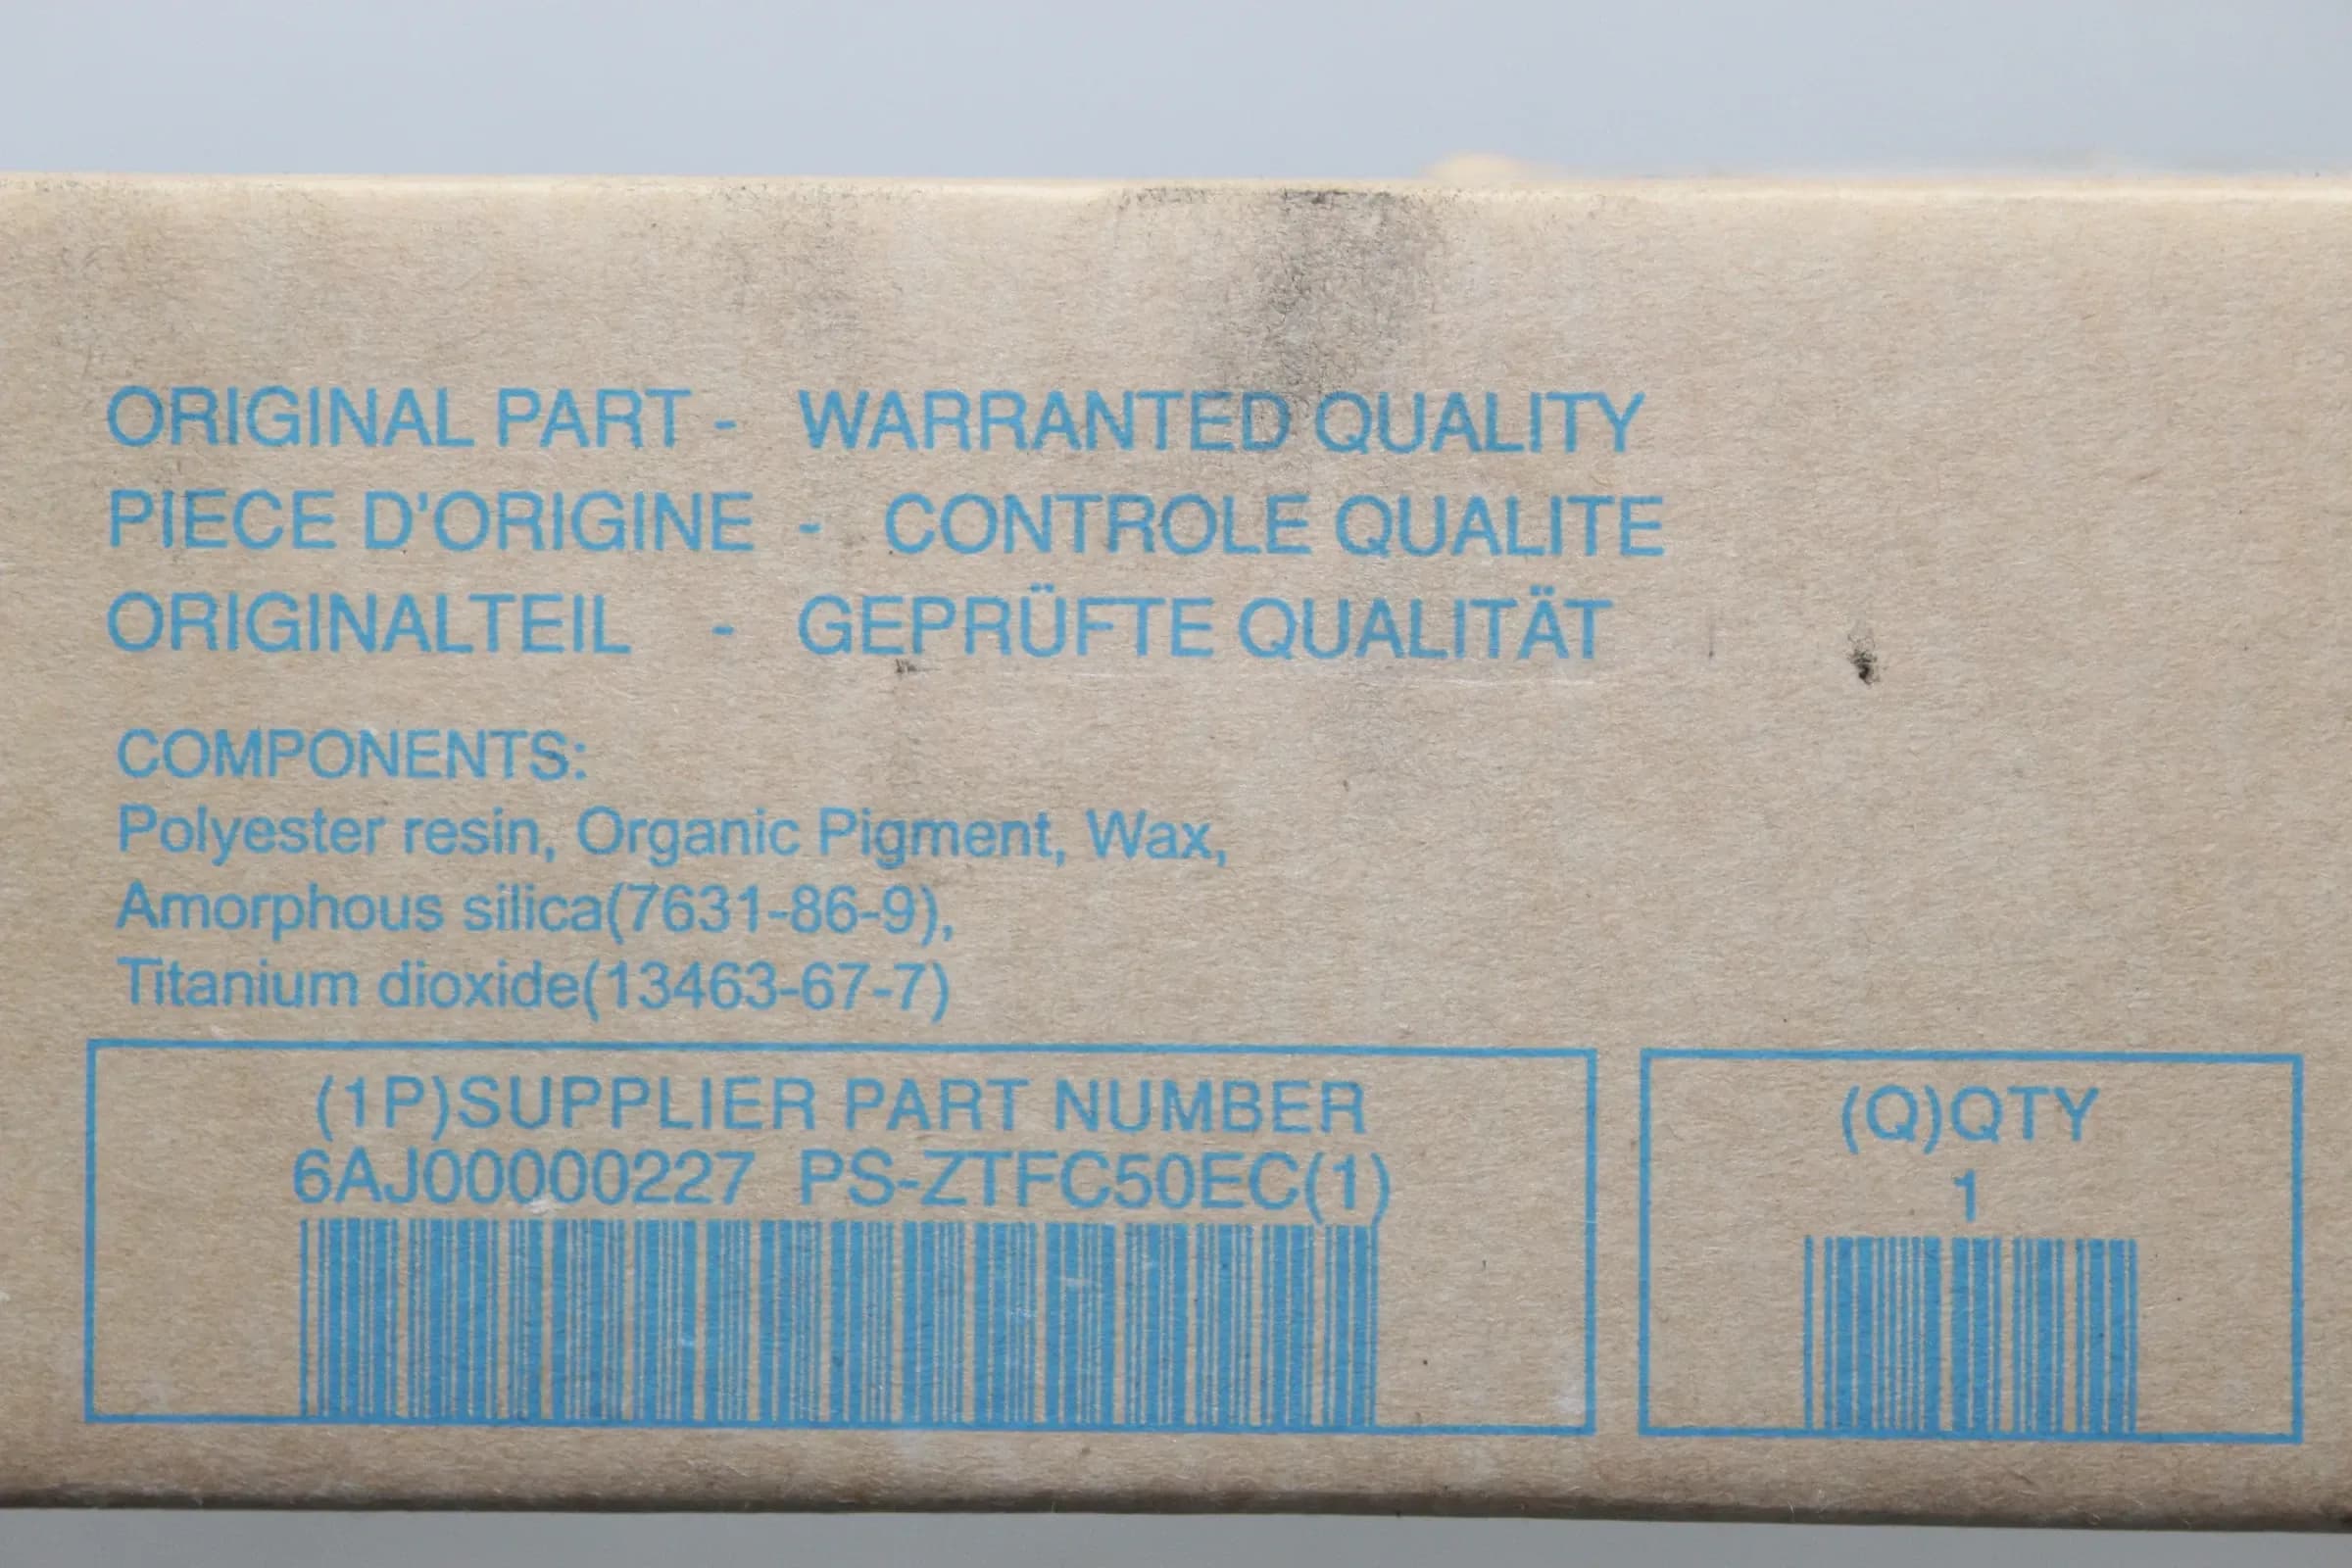 ORIGINAL PART - WARRANTED QUALITY
PIECE D'ORIGINE - CONTROLE QUALITE
ORIGINALTEIL - GEPRÜFTE QUALITÄT
COMPONENTS:
Polyester resin, Organic Pigment, Wax,
Amorphous silica(7631-86-9),
Titanium dioxide(13463-67-7)
(1P)SUPPLIER PART NUMBER
6AJ00000227 PS-ZTFC50EC(1)
(Q)QTY
1